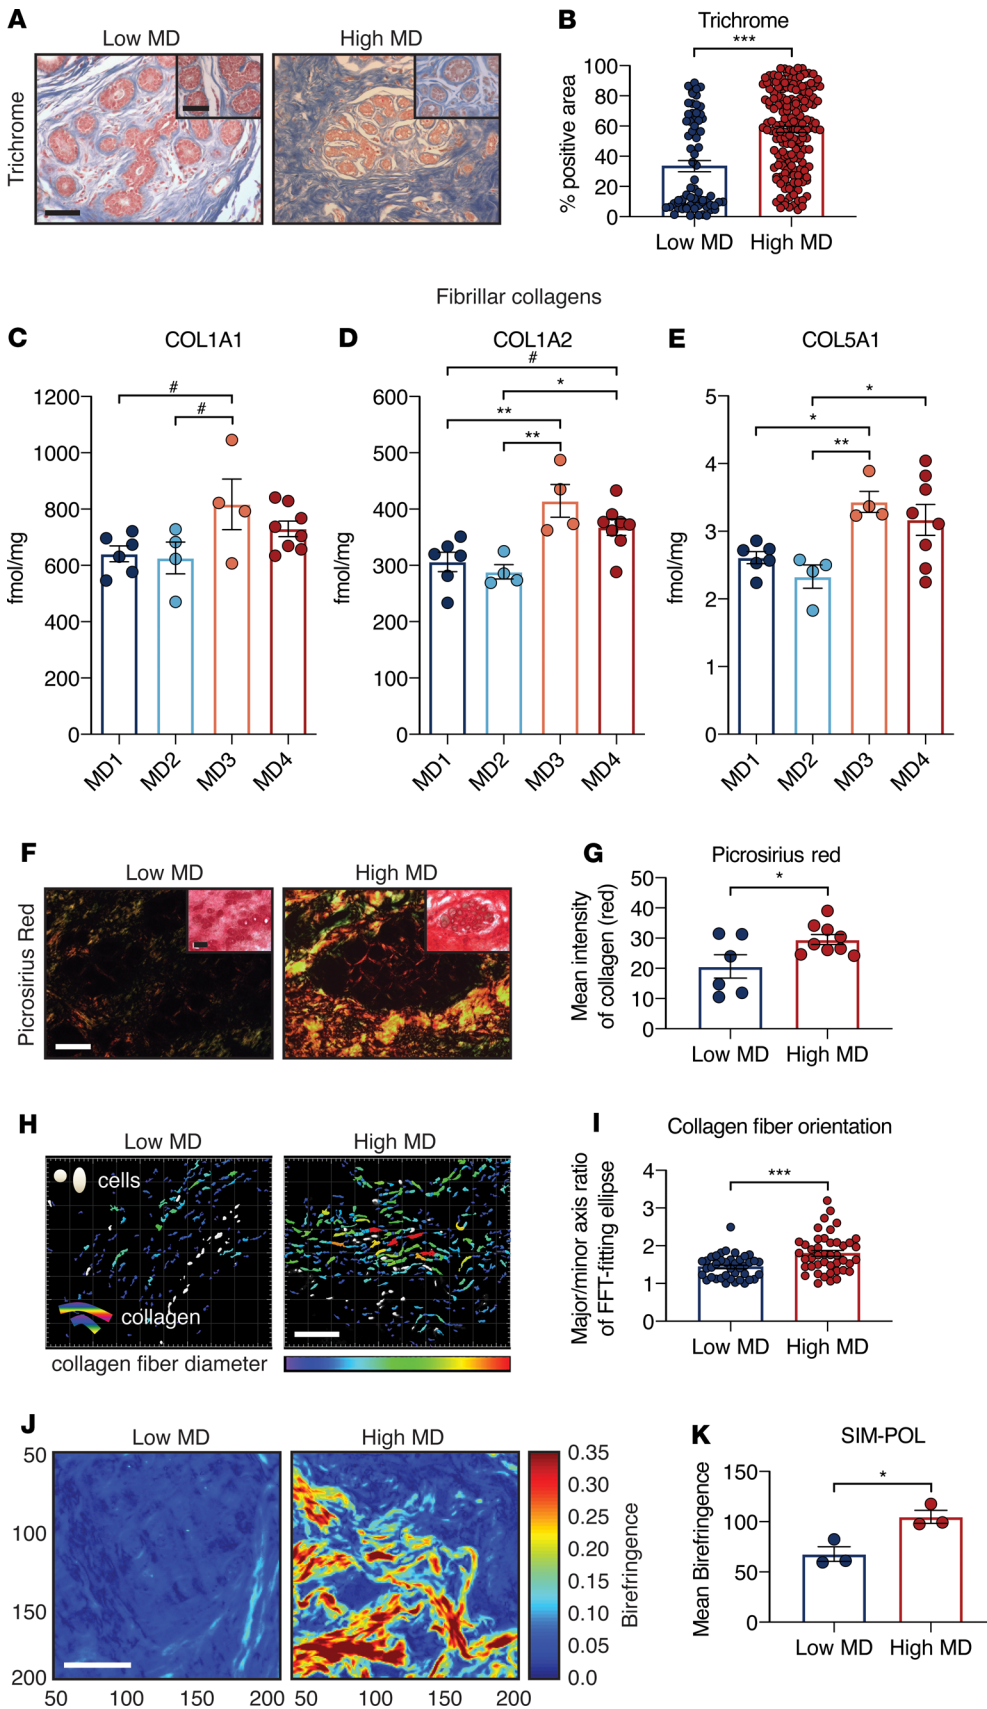 A
Low MD
High MD
Trichrome
B
Trichrome
***
% positive area
100
80
60
40
20
0
Low MD
High MD
Fibrillar collagens
C
COL1A1
#
#
fmol/mg
1200
1000
800
600
400
200
0
MD1
MD2
MD3
MD4
D
COL1A2
#
*
**
**
fmol/mg
600
500
400
300
200
100
0
MD1
MD2
MD3
MD4
E
COL5A1
*
*
**
fmol/mg
5
4
3
2
1
0
MD1
MD2
MD3
MD4
F
Low MD
High MD
Picrosirius Red
G
Picrosirius red
*
Mean intensity
of collagen (red)
50
40
30
20
10
0
Low MD
High MD
H
Low MD
High MD
cells
collagen
collagen fiber diameter
I
Collagen fiber orientation
***
Major/minor axis ratio
of FFT-fitting ellipse
4
3
2
1
0
Low MD
High MD
J
Low MD
High MD
50
100
150
200
50
100
150
200
50
100
150
200
0.35
0.30
0.25
0.20
0.15
0.10
0.05
0.0
Birefringence
K
SIM-POL
*
Mean Birefringence
150
100
50
0
Low MD
High MD